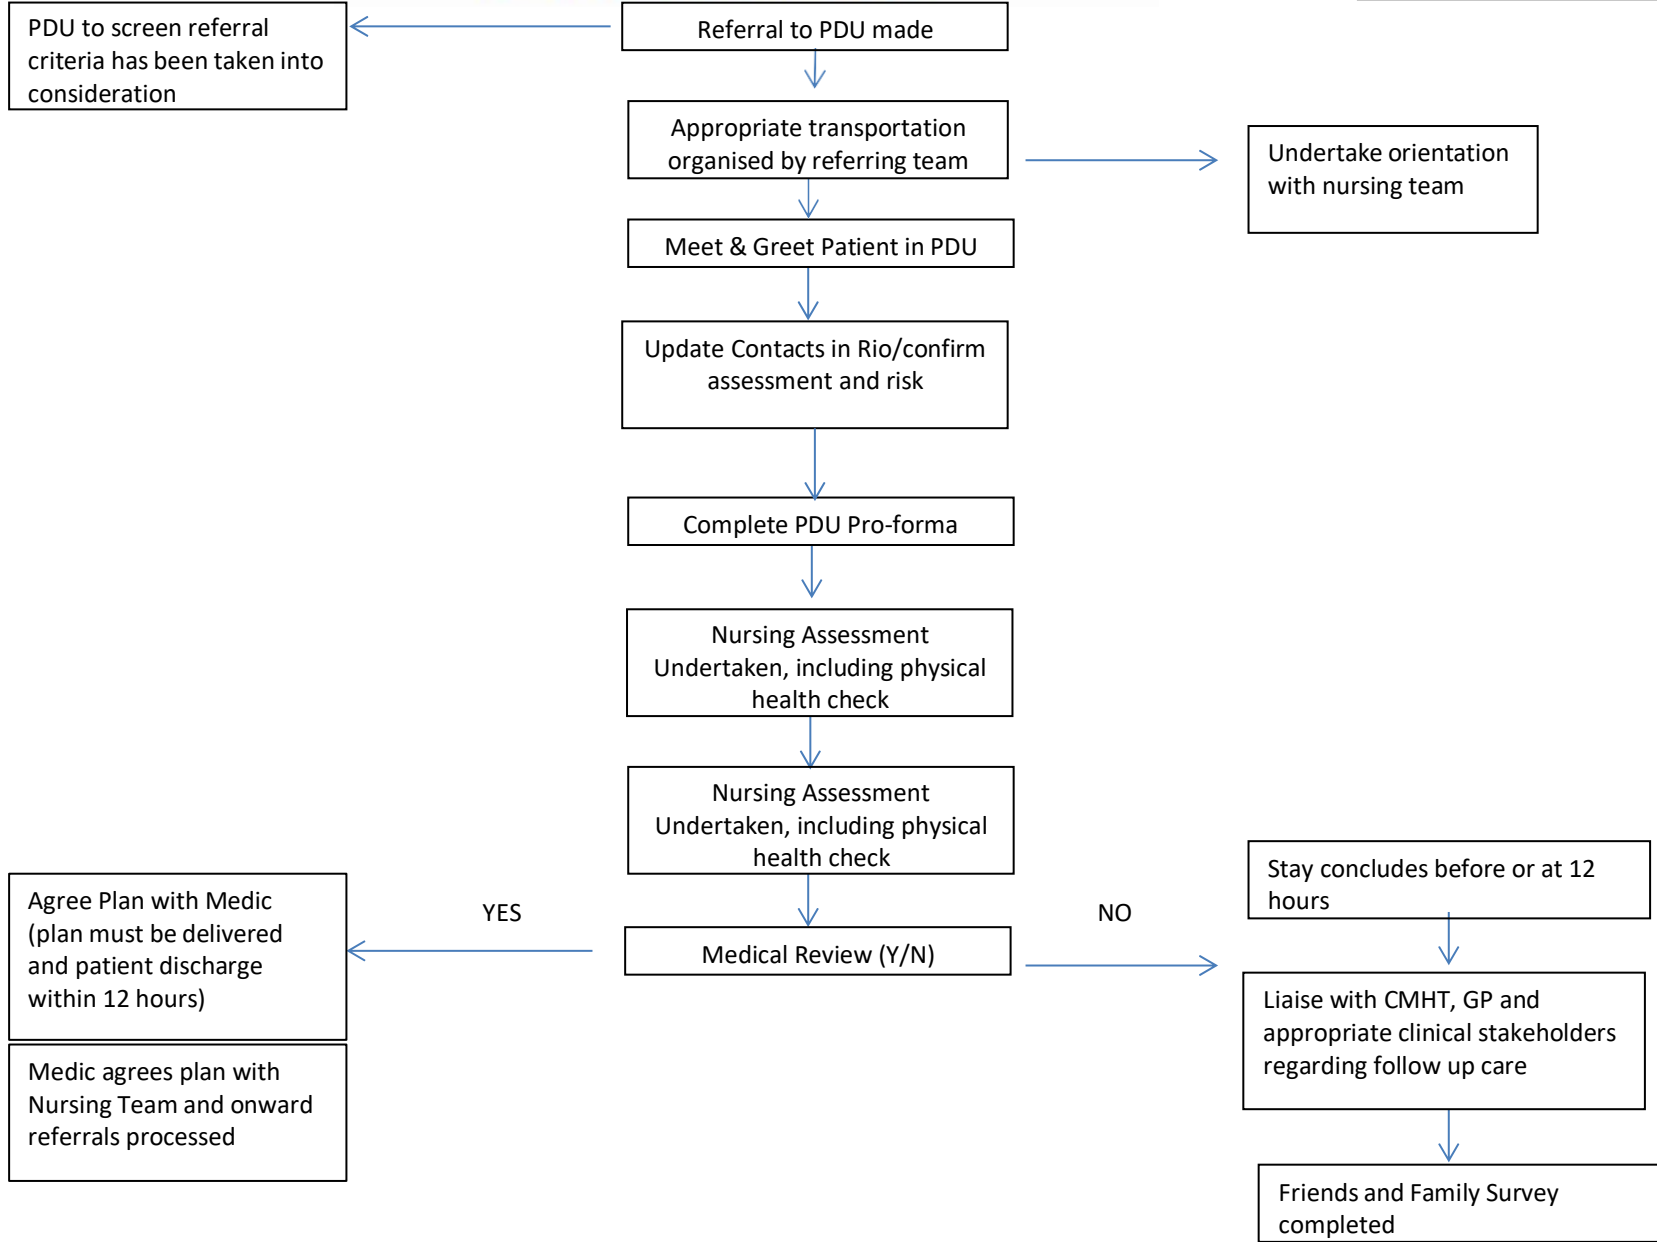 PDU to screen referral
criteria has been taken into
consideration
Referral to PDU made
Appropriate transportation
organised by referring team
Undertake orientation
with nursing team
Meet & Greet Patient in PDU
Update Contacts in Rio/confirm
assessment and risk
Complete PDU Pro-forma
Nursing Assessment
Undertaken, including physical
health check
Nursing Assessment
Undertaken, including physical
health check
Medical Review (Y/N)
YES
Agree Plan with Medic
(plan must be delivered
and patient discharge
within 12 hours)
Medic agrees plan with
Nursing Team and onward
referrals processed
NO
Stay concludes before or at 12
hours
Liaise with CMHT, GP and
appropriate clinical stakeholders
regarding follow up care
Friends and Family Survey
completed